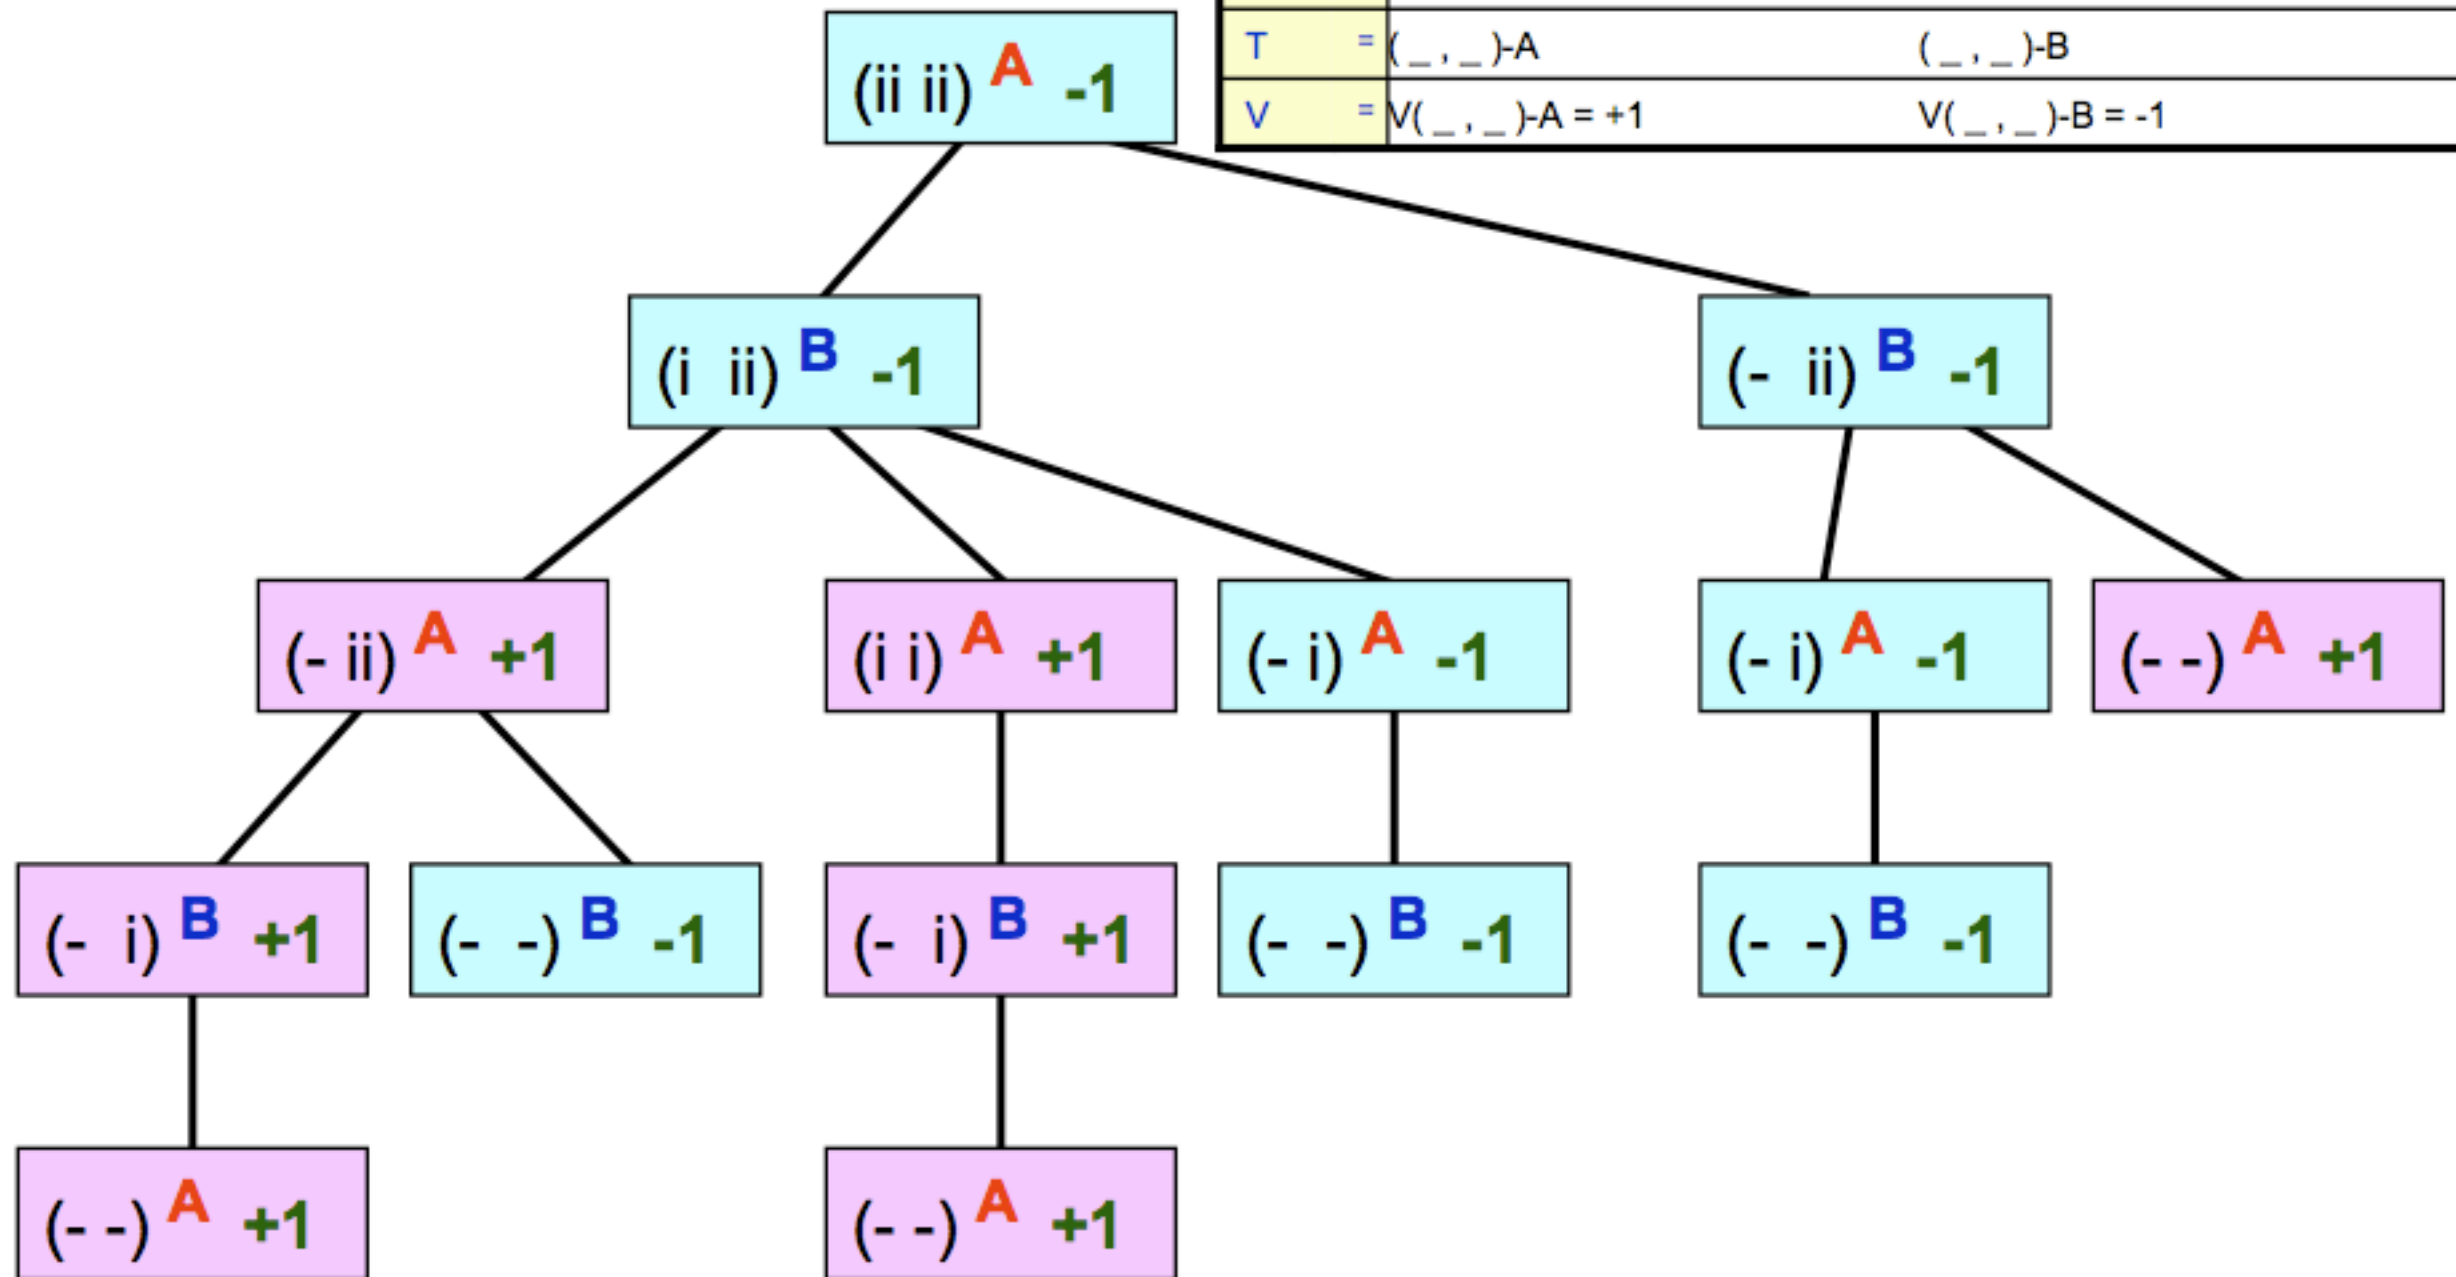 T = ( _ , _ )-A ( _ , _ )-B
V = V( _ , _ )-A = +1 V( _ , _ )-B = -1
(ii ii) A -1
(i ii) B -1
(- ii) B -1
(- ii) A +1
(i i) A +1
(- i) A -1
(- i) A -1
(- -) A +1
(- i) B +1
(- -) B -1
(- i) B +1
(- -) B -1
(- -) B -1
(- -) A +1
(- -) A +1